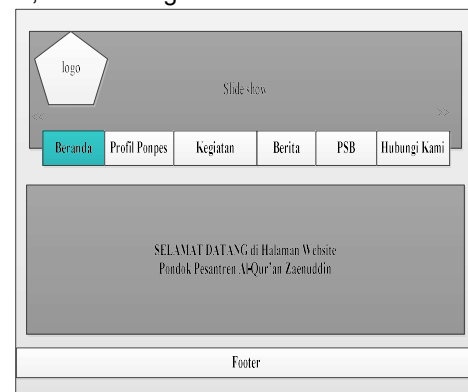 logo
Slide show
<< >>
Beranda Profil Ponpes Kegiatan Berita PSB Hubungi Kami
SELAMAT DATANG di Halaman Website
Pondok Pesantren Al-Qur'an Zaenuddin
Footer